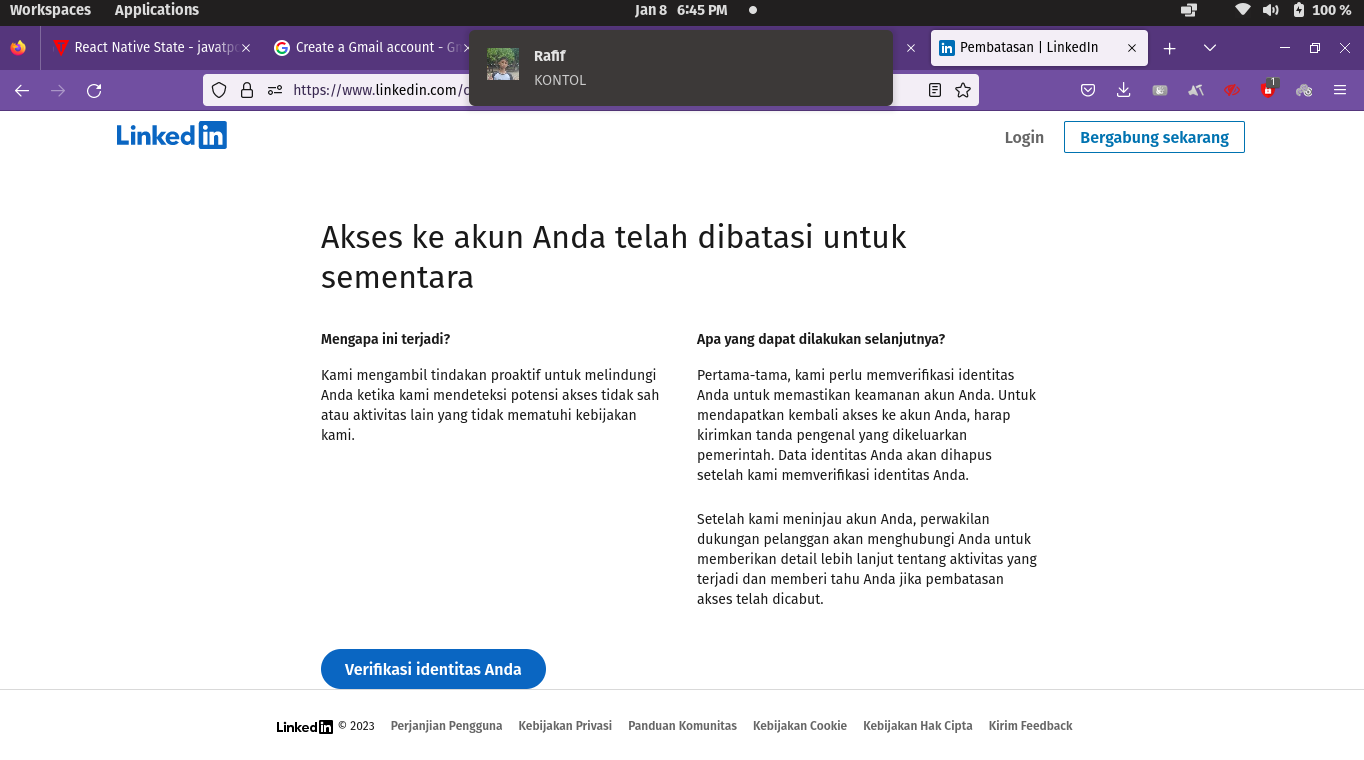 Workspaces Applications Jan 8 6:45 PM 100 %
React Native State - javatp Create a Gmail account - Gm Pembatasan | LinkedIn
Rafif
KONTOL
https://www.linkedin.com/c 1
Linked in Login Bergabung sekarang
Akses ke akun Anda telah dibatasi untuk
sementara
Mengapa ini terjadi?
Kami mengambil tindakan proaktif untuk melindungi
Anda ketika kami mendeteksi potensi akses tidak sah
atau aktivitas lain yang tidak mematuhi kebijakan
kami.
Apa yang dapat dilakukan selanjutnya?
Pertama-tama, kami perlu memverifikasi identitas
Anda untuk memastikan keamanan akun Anda. Untuk
mendapatkan kembali akses ke akun Anda, harap
kirimkan tanda pengenal yang dikeluarkan
pemerintah. Data identitas Anda akan dihapus
setelah kami memverifikasi identitas Anda.
Setelah kami meninjau akun Anda, perwakilan
dukungan pelanggan akan menghubungi Anda untuk
memberikan detail lebih lanjut tentang aktivitas yang
terjadi dan memberi tahu Anda jika pembatasan
akses telah dicabut.
Verifikasi identitas Anda
Linked in © 2023 Perjanjian Pengguna Kebijakan Privasi Panduan Komunitas Kebijakan Cookie Kebijakan Hak Cipta Kirim Feedback